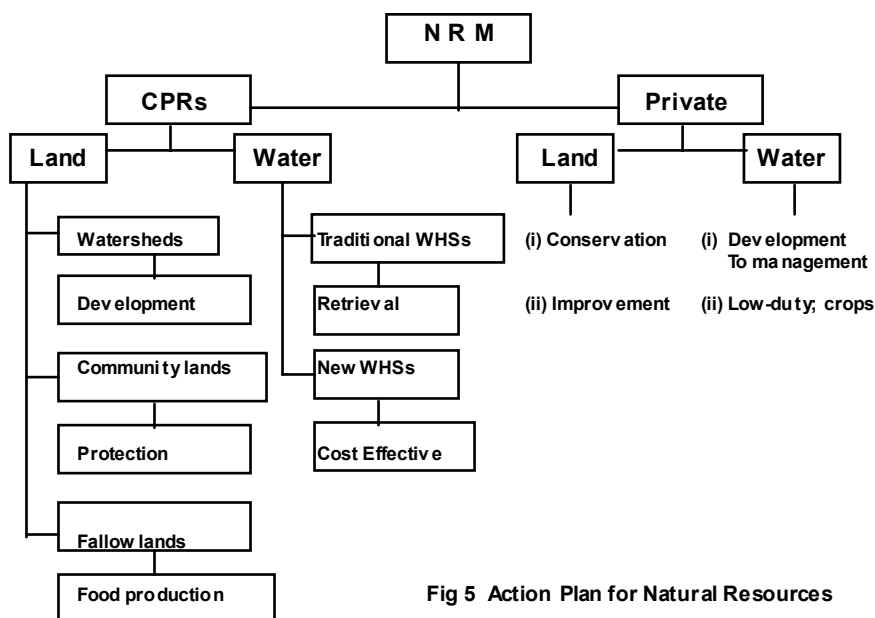 NRM
CPRs
Private
Land
Water
Land
Water
Watersheds
Development
Community lands
Protection
Fallow lands
Food production
Traditional WHSs
Retrieval
New WHSs
Cost Effective
(i) Conservation
(ii) Improvement
(i) Development
To management
(ii) Low-duty; crops
Fig 5 Action Plan for Natural Resources